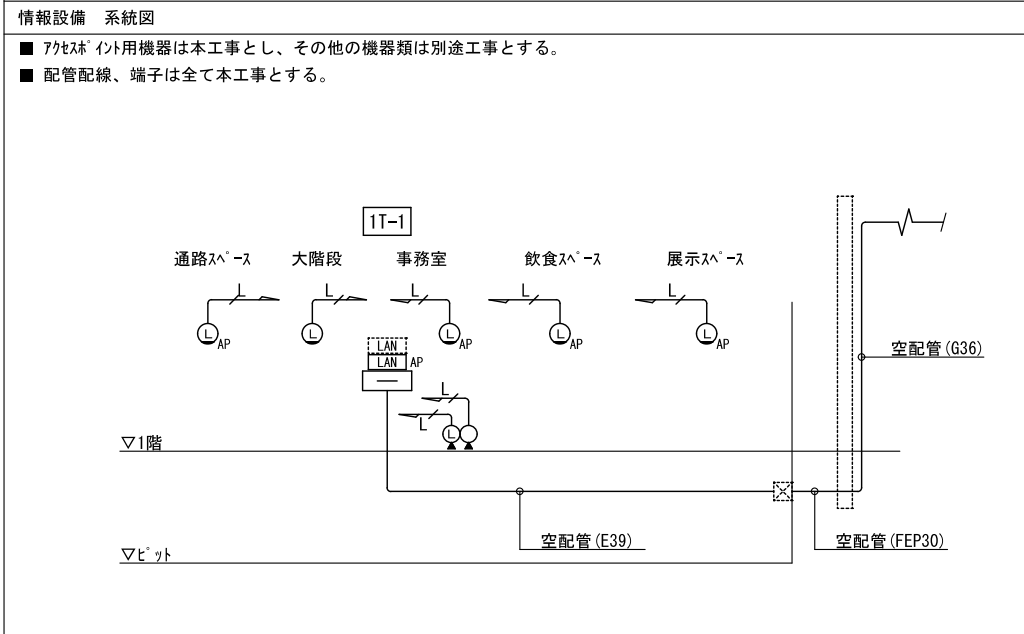 情報設備　系統図
■ ｱｸｾｽﾎﾟｲﾝﾄ用機器は本工事とし、その他の機器類は別途工事とする。
■ 配管配線、端子は全て本工事とする。
1T-1
通路ｽﾍﾟｰｽ 大階段 事務室 飲食ｽﾍﾟｰｽ 展示ｽﾍﾟｰｽ
L L L L L
L AP L L AP L AP L AP
LAN
LAN AP
空配管(G36)
L
L
L
▽1階
空配管(E39) 空配管(FEP30)
▽ﾋﾟｯﾄ